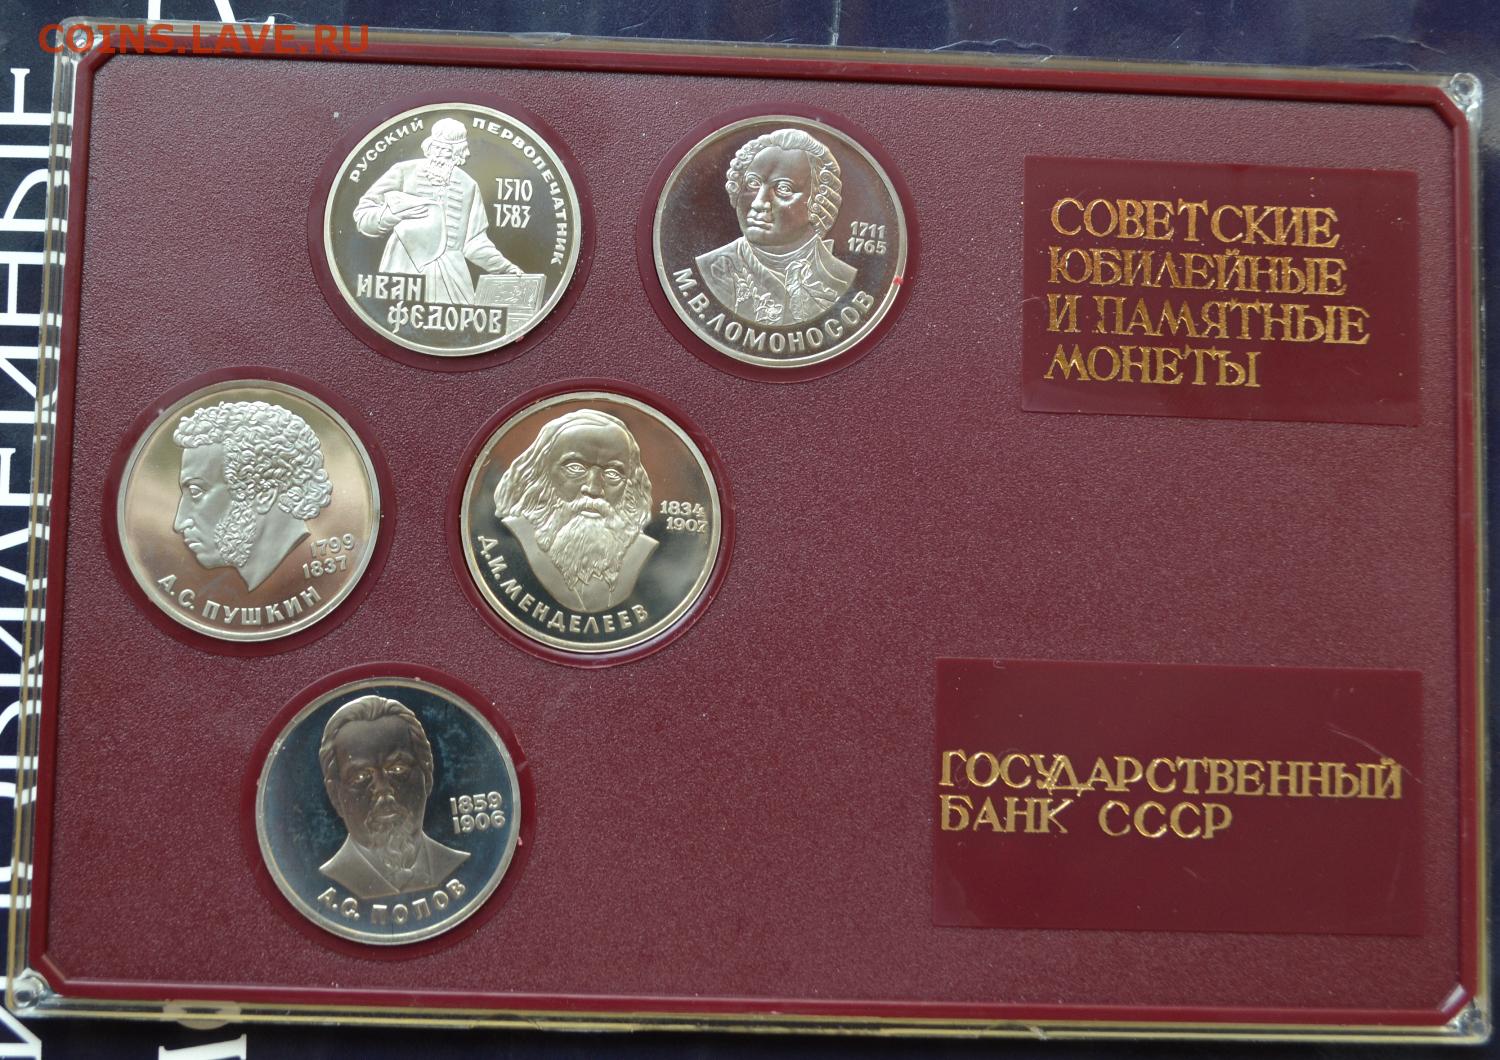 COINS.LAVE.RU
РУССКИЙ ПЕРВОПЕЧАТНИК
1510
1583
ИВАН
ФЕДОРОВ
1711
1765
М.В. ЛОМОНОСОВ
СОВЕТСКИЕ
ЮБИЛЕЙНЫЕ
И ПАМЯТНЫЕ
МОНЕТЫ
1799
1837
А.С. ПУШКИН
1834
1907
Д.И. МЕНДЕЛЕЕВ
1859
1906
А.С. ПОПОВ
ГОСУДАРСТВЕННЫЙ
БАНК СССР